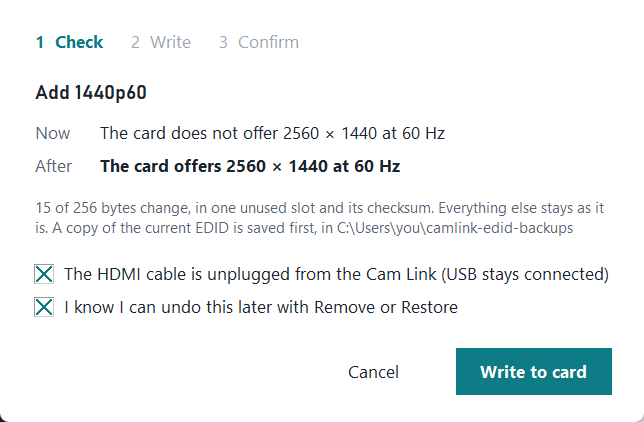 1 Check 2 Write 3 Confirm
Add 1440p60
Now The card does not offer 2560 × 1440 at 60 Hz
After The card offers 2560 × 1440 at 60 Hz
15 of 256 bytes change, in one unused slot and its checksum. Everything else stays as it
is. A copy of the current EDID is saved first, in C:\Users\you\camlink-edid-backups
The HDMI cable is unplugged from the Cam Link (USB stays connected)
I know I can undo this later with Remove or Restore
Cancel Write to card